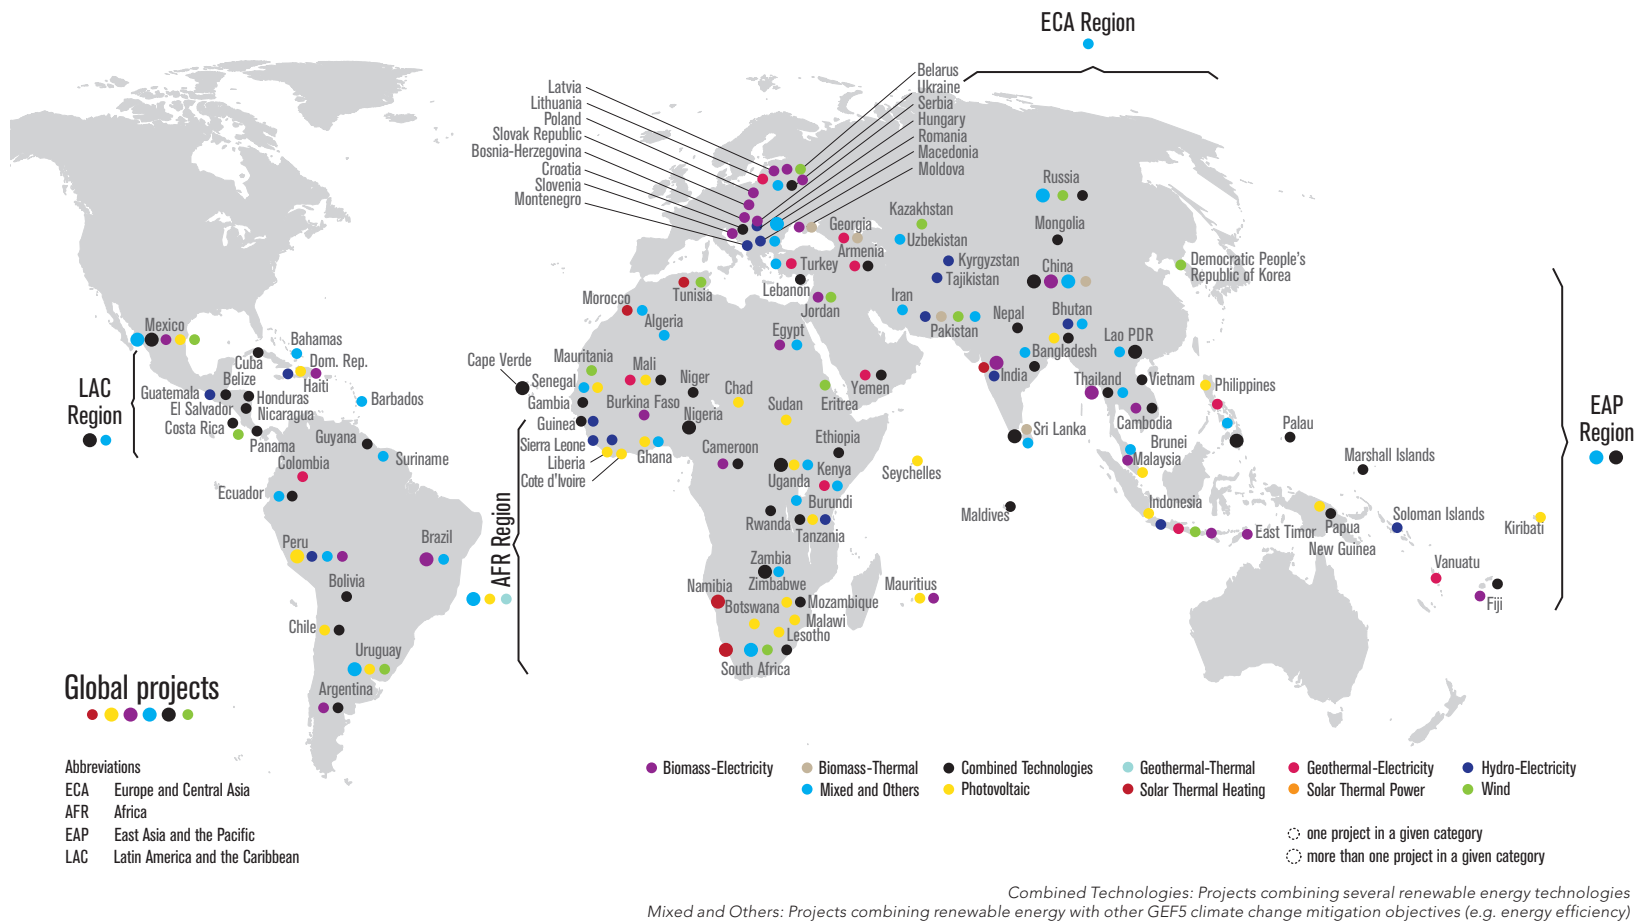 ECA Region
Latvia
Lithuania
Poland
Slovak Republic
Bosnia-Herzegovina
Croatia
Slovenia
Montenegro
Belarus
Ukraine
Serbia
Hungary
Romania
Macedonia
Moldova
Russia
Mongolia
Kazakhstan
Georgia
Uzbekistan
Armenia
Kyrgyzstan
China
Tajikistan
Democratic People's
Republic of Korea
Turkey
Lebanon
Tunisia
Jordan
Morocco
Algeria
Iran
Egypt
Pakistan
Nepal
Bhutan
Lao PDR
Bangladesh
India
Mexico
Bahamas
Cuba
Dom. Rep.
Haiti
Belize
Guatemala
Honduras
El Salvador
Nicaragua
Costa Rica
Panama
Barbados
LAC
Region
Cape Verde
Mauritania
Senegal
Mali
Niger
Chad
Gambia
Burkina Faso
Guinea
Nigeria
Sudan
Eritrea
Yemen
Thailand
Vietnam
Philippines
Cambodia
Sri Lanka
Brunei
Malaysia
Palau
EAP
Region
Guyana
Suriname
Colombia
Ecuador
Sierra Leone
Liberia
Cote d'Ivoire
Ghana
Cameroon
Ethiopia
Uganda
Kenya
Seychelles
Marshall Islands
Burundi
Rwanda
Tanzania
Maldives
Indonesia
East Timor
Papua
New Guinea
Soloman Islands
Kiribati
AFR Region
Peru
Brazil
Bolivia
Zambia
Zimbabwe
Namibia
Botswana
Mozambique
Malawi
Lesotho
Mauritius
Vanuatu
Fiji
Chile
Uruguay
South Africa
Argentina
Global projects
Abbreviations
ECA Europe and Central Asia
AFR Africa
EAP East Asia and the Pacific
LAC Latin America and the Caribbean
Biomass-Electricity
Biomass-Thermal
Combined Technologies
Geothermal-Thermal
Geothermal-Electricity
Hydro-Electricity
Mixed and Others
Photovoltaic
Solar Thermal Heating
Solar Thermal Power
Wind
one project in a given category
more than one project in a given category
Combined Technologies: Projects combining several renewable energy technologies
Mixed and Others: Projects combining renewable energy with other GEF5 climate change mitigation objectives (e.g. energy efficiency)